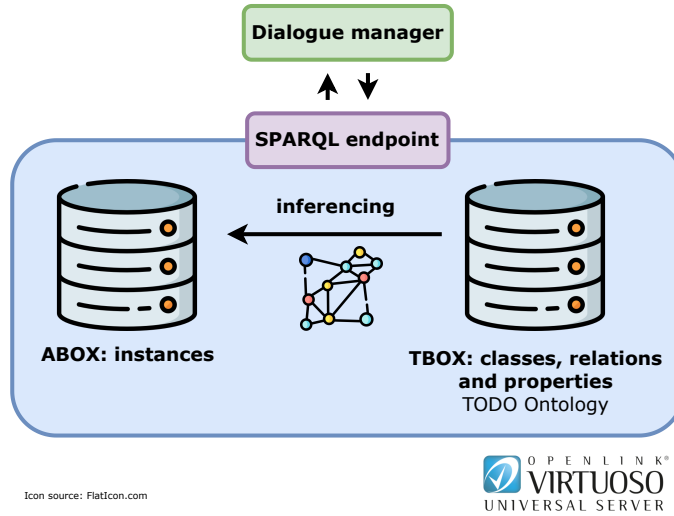 Dialogue manager
SPARQL endpoint
inferencing
ABOX: instances
TBOX: classes, relations
and properties
TODO Ontology
Icon source: FlatIcon.com
OPENLINK®
VIRTUOSO
UNIVERSAL SERVER